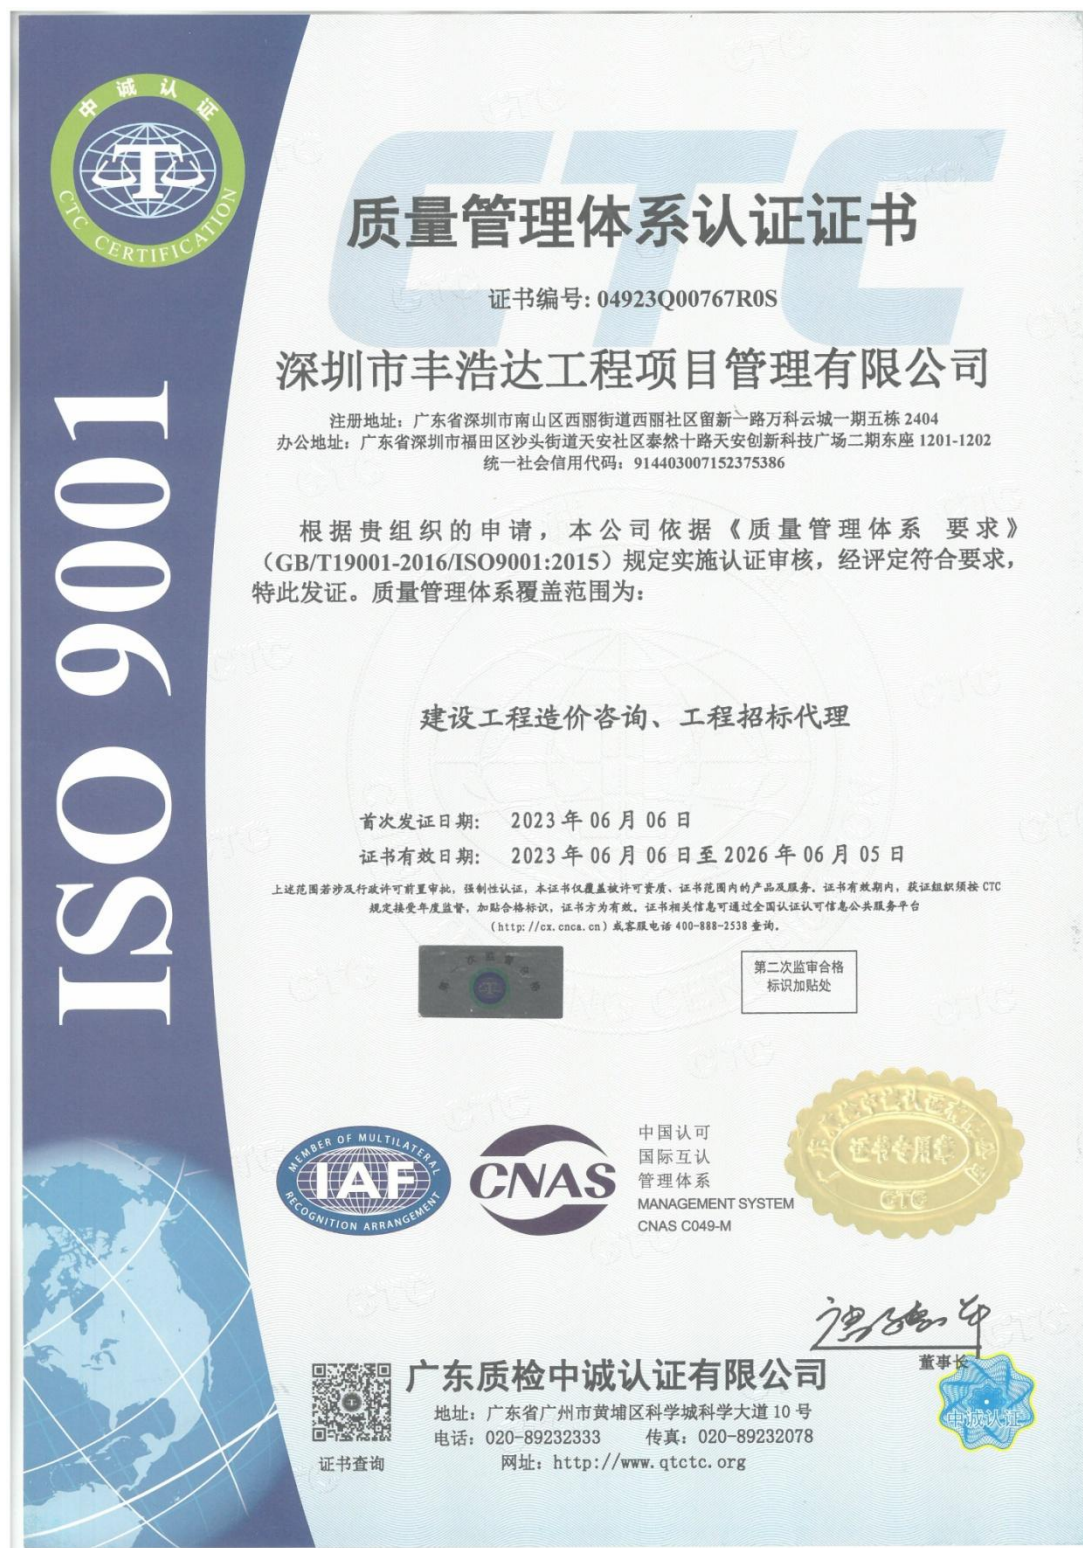 中诚认证
CTC CERTIFICATION
ISO 9001
CTC
质量管理体系认证证书
证书编号: 04923Q00767R0S
深圳市丰浩达工程项目管理有限公司
注册地址：广东省深圳市南山区西丽街道西丽社区留新一路万科云城一期五栋 2404
办公地址：广东省深圳市福田区沙头街道天安社区泰然十路天安创新科技广场二期东座 1201-1202
统一社会信用代码：914403007152375386
根据贵组织的申请，本公司依据《质量管理体系 要求》
（GB/T19001-2016/ISO9001:2015）规定实施认证审核，经评定符合要求，
特此发证。质量管理体系覆盖范围为：
建设工程造价咨询、工程招标代理
首次发证日期： 2023 年 06 月 06 日
证书有效日期： 2023 年 06 月 06 日至 2026 年 06 月 05 日
上述范围若涉及行政许可前置审批，强制性认证，本证书仅覆盖被许可资质、证书范围内的产品及服务。证书有效期内，获证组织须按 CTC
规定接受年度监督，加贴合格标识，证书方为有效。证书相关信息可通过全国认证认可信息公共服务平台
（http://cx.cnca.cn）或客服电话 400-888-2538 查询。
第二次监审合格
标识加贴处
MEMBER OF MULTILATERAL
IAF
RECOGNITION ARRANGEMENT
CNAS
中国认可
国际互认
管理体系
MANAGEMENT SYSTEM
CNAS C049-M
证书专用章
CTC
董事长
中诚认证
广东质检中诚认证有限公司
地址：广东省广州市黄埔区科学城科学大道 10 号
电话：020-89232333 传真：020-89232078
网址：http://www.qtctc.org
证书查询